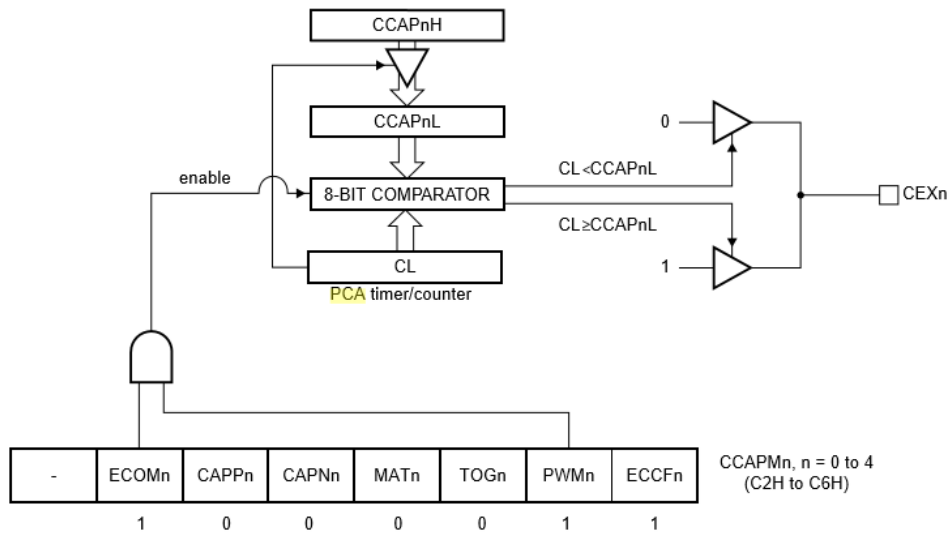 CCAPnH
CCAPnL
0
enable
CL<CCAPnL
8-BIT COMPARATOR
CEXn
CL≥CCAPnL
CL
1
PCA timer/counter
- ECOMn CAPPn CAPNn MATn TOGn PWMn ECCFn
CCAPMn, n = 0 to 4
(C2H to C6H)
1 0 0 0 0 1 1